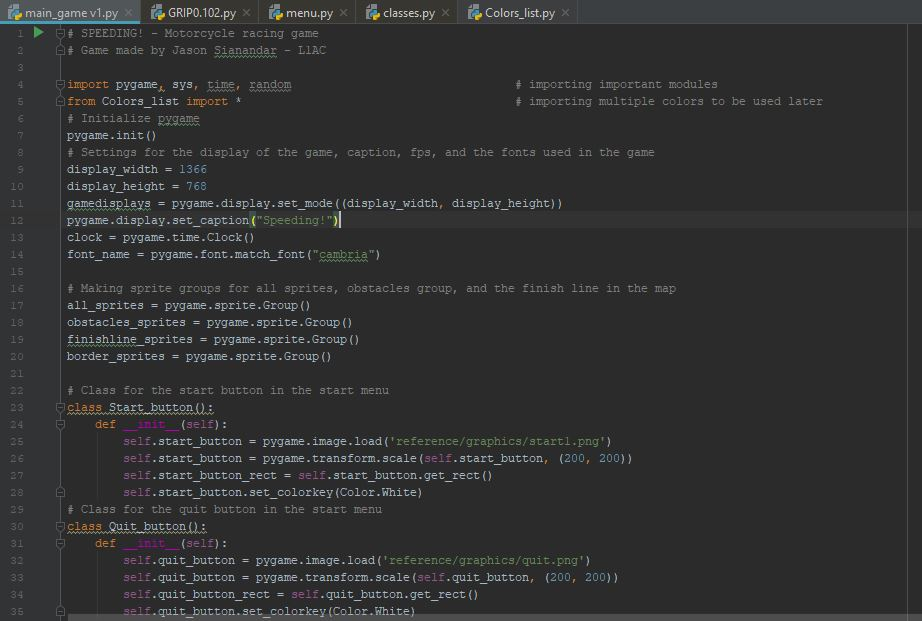 main_game v1.py × GRIP0.102.py × menu.py × classes.py × Colors_list.py ×
1 # SPEEDING! - Motorcycle racing game
2 # Game made by Jason Sianandar - L1AC
3
4 import pygame, sys, time, random # importing important modules
5 from Colors_list import * # importing multiple colors to be used later
6 # Initialize pygame
7 pygame.init()
8 # Settings for the display of the game, caption, fps, and the fonts used in the game
9 display_width = 1366
10 display_height = 768
11 gamedisplays = pygame.display.set_mode((display_width, display_height))
12 pygame.display.set_caption("Speeding!")
13 clock = pygame.time.Clock()
14 font_name = pygame.font.match_font("cambria")
15
16 # Making sprite groups for all sprites, obstacles group, and the finish line in the map
17 all_sprites = pygame.sprite.Group()
18 obstacles_sprites = pygame.sprite.Group()
19 finishline_sprites = pygame.sprite.Group()
20 border_sprites = pygame.sprite.Group()
21
22 # Class for the start button in the start menu
23 class Start_button():
24 def __init__(self):
25 self.start_button = pygame.image.load('reference/graphics/start1.png')
26 self.start_button = pygame.transform.scale(self.start_button, (200, 200))
27 self.start_button_rect = self.start_button.get_rect()
28 self.start_button.set_colorkey(Color.White)
29 # Class for the quit button in the start menu
30 class Quit_button():
31 def __init__(self):
32 self.quit_button = pygame.image.load('reference/graphics/quit.png')
33 self.quit_button = pygame.transform.scale(self.quit_button, (200, 200))
34 self.quit_button_rect = self.quit_button.get_rect()
35 self.quit_button.set_colorkey(Color.White)